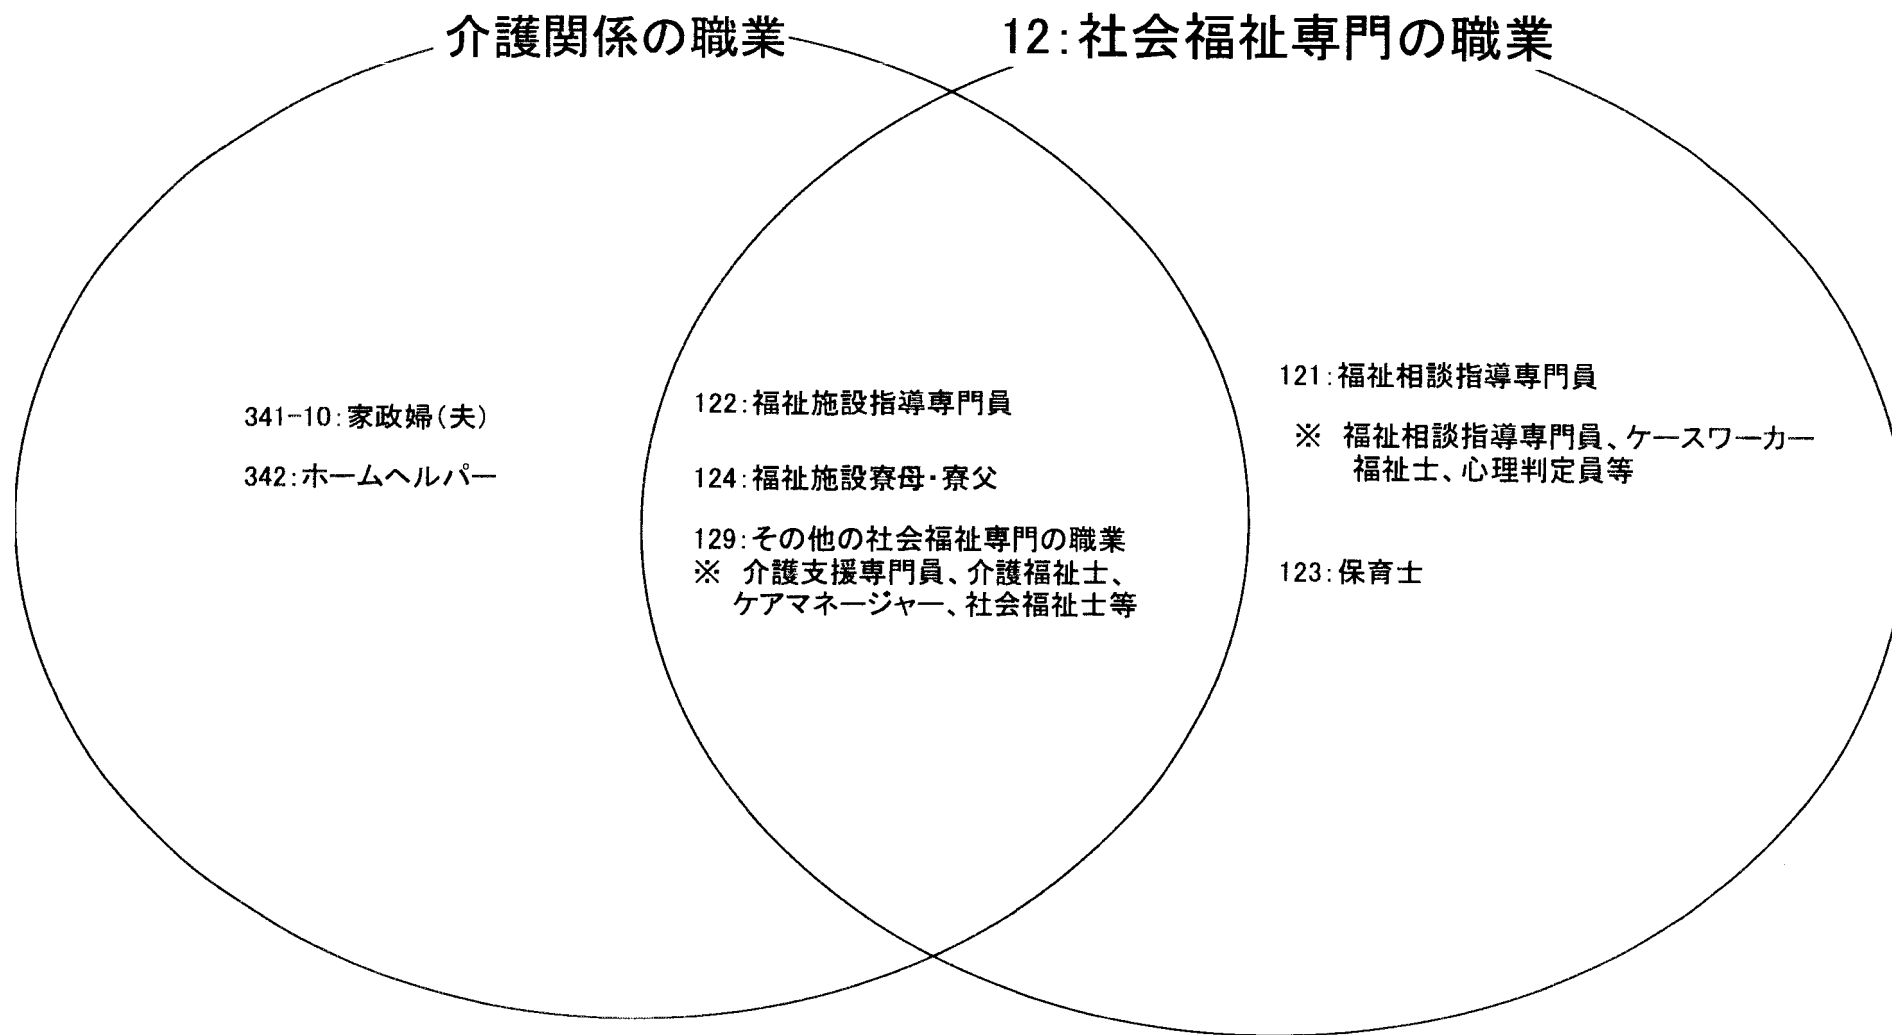 介護関係の職業
12:社会福祉専門の職業
341-10:家政婦(夫)
342:ホームヘルパー
122:福祉施設指導専門員
124:福祉施設寮母・寮父
129:その他の社会福祉専門の職業
※ 介護支援専門員、介護福祉士、
ケアマネージャー、社会福祉士等
121:福祉相談指導専門員
※ 福祉相談指導専門員、ケースワーカー
福祉士、心理判定員等
123:保育士